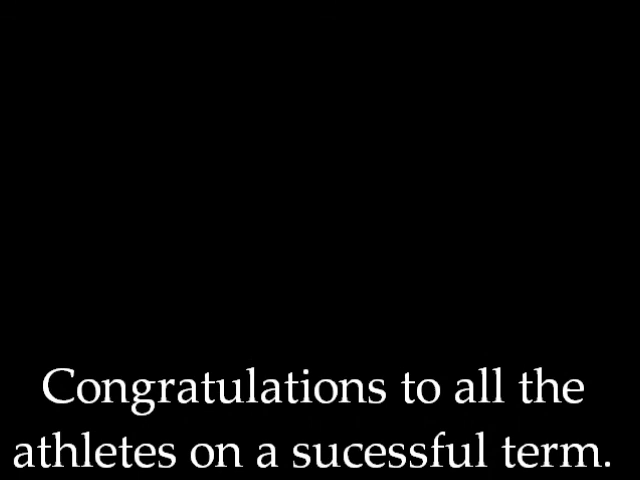 Congratulations to all the
athletes on a sucessful term.